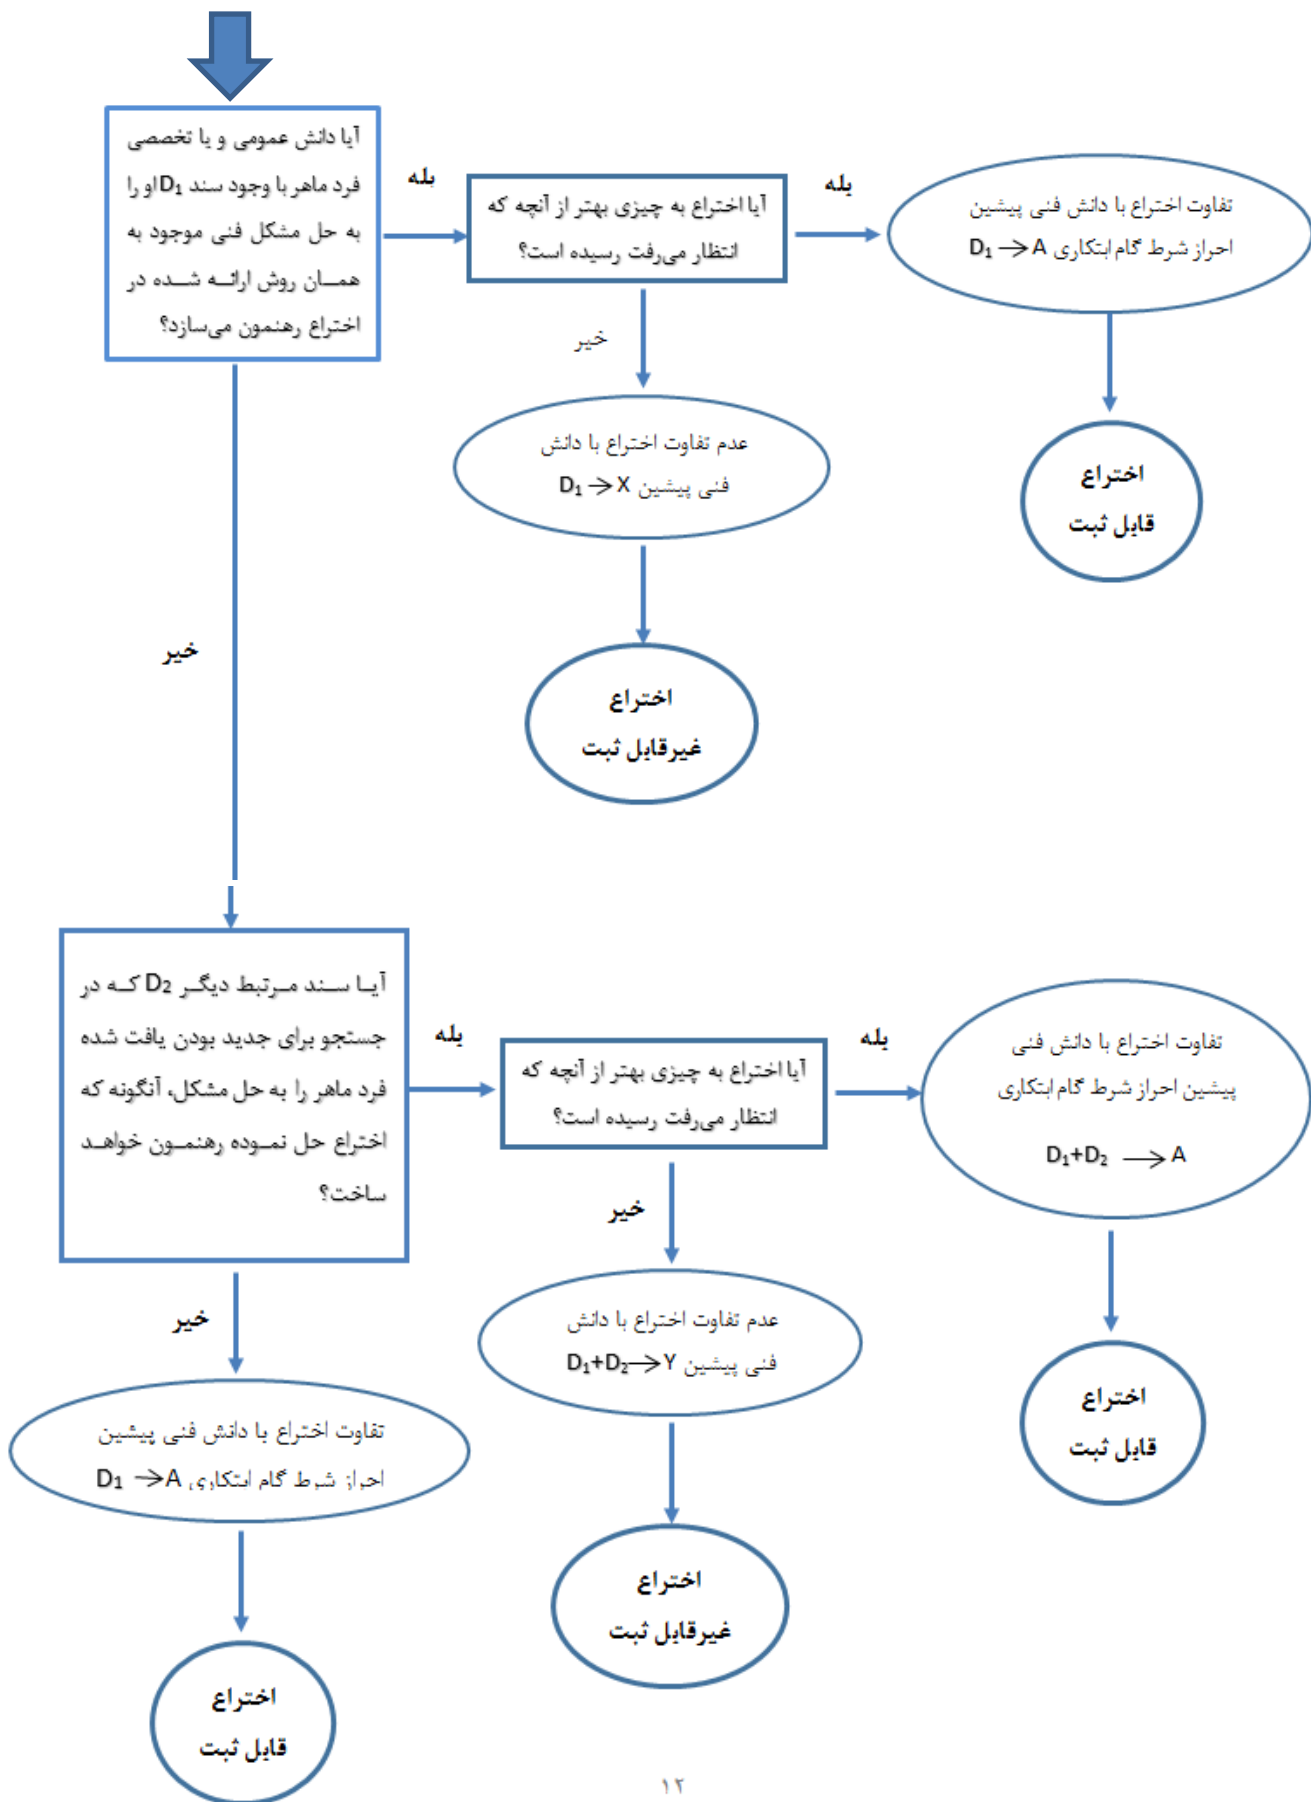 آیا دانش عمومی و یا تخصصی
فرد ماهر با وجود سند D₁ او را
به حل مشکل فنی موجود به
همان روش ارائه شده در
اختراع رهنمون می‌سازد؟
بله
آیا اختراع به چیزی بهتر از آنچه که
انتظار می‌رفت رسیده است؟
بله
تفاوت اختراع با دانش فنی پیشین
احراز شرط گام ابتکاری D₁ → A
اختراع
قابل ثبت
خیر
عدم تفاوت اختراع با دانش
فنی پیشین D₁ → X
اختراع
غیرقابل ثبت
خیر
آیا سند مرتبط دیگر D₂ که در
جستجو برای جدید بودن یافت شده
فرد ماهر را به حل مشکل، آنگونه که
اختراع حل نموده رهنمون خواهد
ساخت؟
بله
آیا اختراع به چیزی بهتر از آنچه که
انتظار می‌رفت رسیده است؟
بله
تفاوت اختراع با دانش فنی
پیشین احراز شرط گام ابتکاری
D₁+D₂ → A
اختراع
قابل ثبت
خیر
عدم تفاوت اختراع با دانش
فنی پیشین D₁+D₂ → Y
اختراع
غیرقابل ثبت
خیر
تفاوت اختراع با دانش فنی پیشین
احراز شرط گام ابتکاری D₁ → A
اختراع
قابل ثبت
۱۲